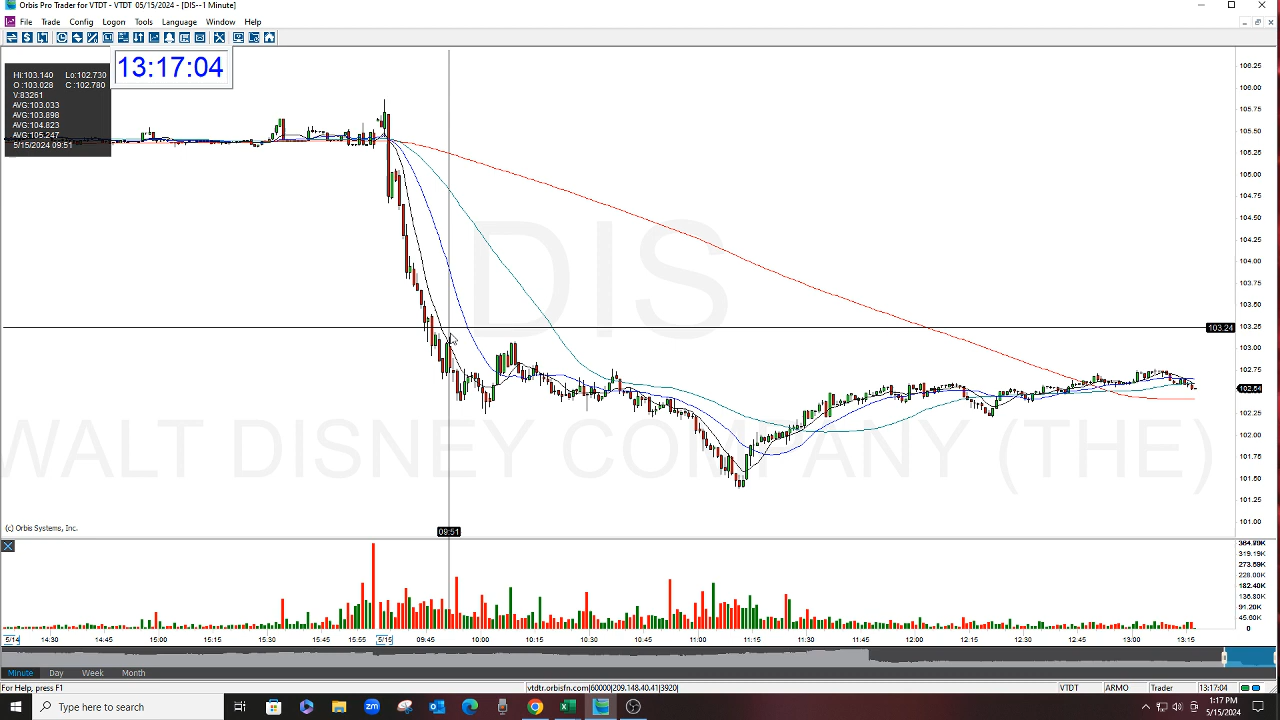 Orbis Pro Trader for VTDT - VTDT 05/15/2024 - [DIS--1 Minute]
File Trade Config Logon Tools Language Window Help
13:17:04
Hi:103.140 Lo:102.730
O :103.028 C :102.780
V:83261
AVG:103.033
AVG:103.898
AVG:104.823
AVG:105.247
5/15/2024 09:51
106.25
106.00
105.75
105.50
105.25
105.00
104.75
104.50
104.25
104.00
103.75
103.50
103.25
103.24
103.00
102.75
102.54
102.25
102.00
101.75
101.50
101.25
101.00
DIS
WALT DISNEY COMPANY (THE)
(c) Orbis Systems, Inc.
09:51
319.19K
273.59K
228.00K
182.40K
136.80K
91.20K
45.60K
0
5/14 14:30 14:45 15:00 15:15 15:30 15:45 15:55 5/15 09:45 10:00 10:15 10:30 10:45 11:00 11:15 11:45 12:00 12:15 12:30 12:45 13:00 13:15
Minute Day Week Month
For Help, press F1 vtdtr.orbisfn.com|60000|209.148.40.41|3920| VTDT ARMO Trader 13:17:04
Type here to search
1:17 PM
5/15/2024